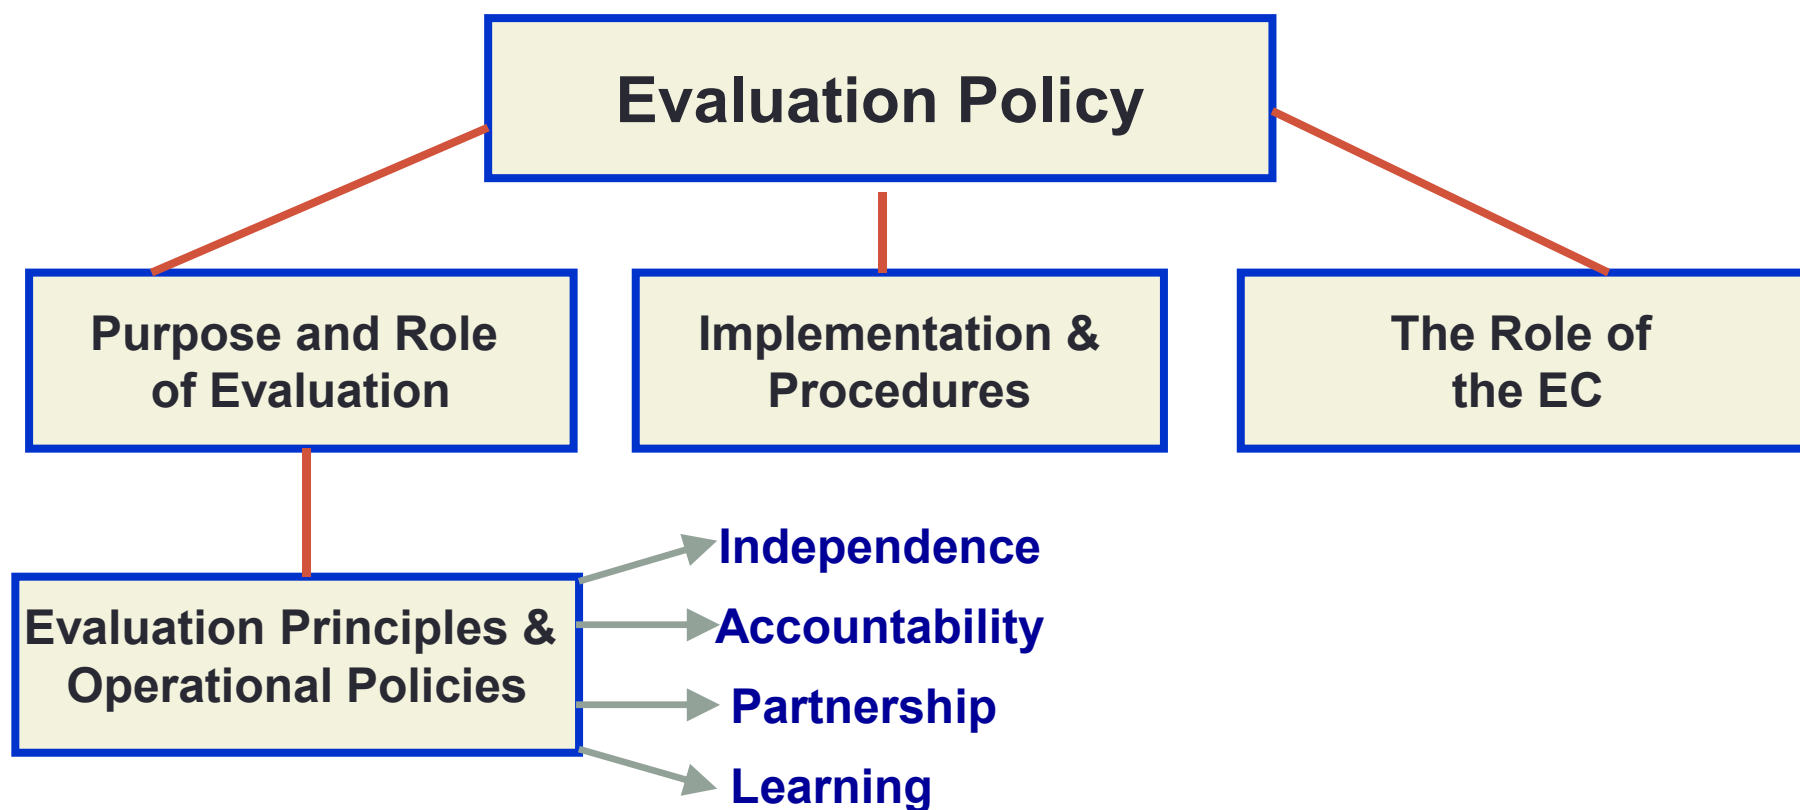 Evaluation Policy
Purpose and Role
of Evaluation
Implementation &
Procedures
The Role of
the EC
Evaluation Principles &
Operational Policies
Independence
Accountability
Partnership
Learning